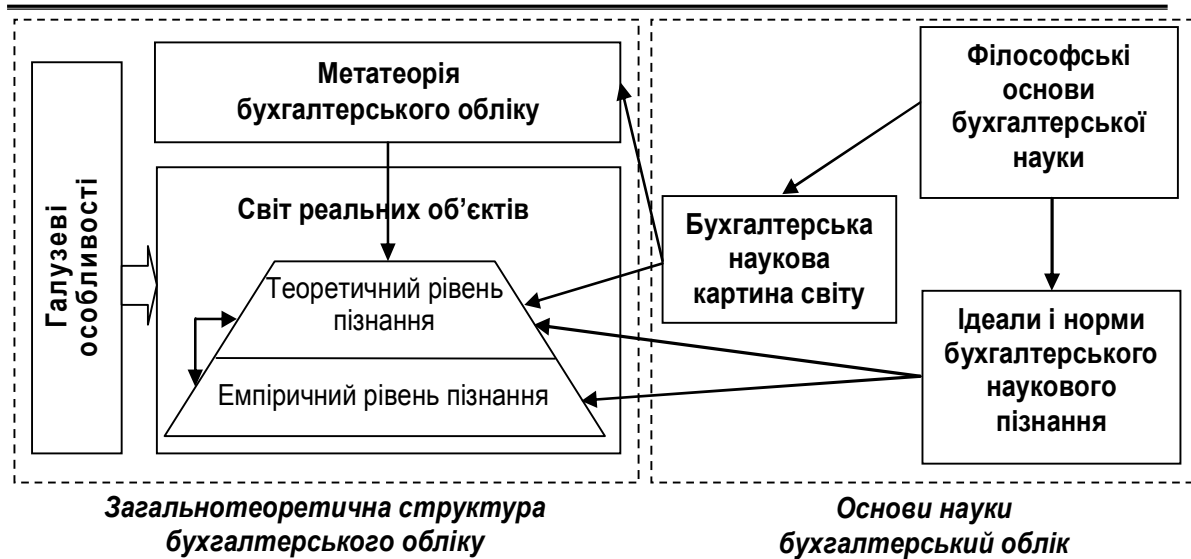 Галузеві
особливості
Метатеорія
бухгалтерського обліку
Світ реальних об’єктів
Теоретичний рівень
пізнання
Емпіричний рівень пізнання
Загальнотеоретична структура
бухгалтерського обліку
Філософські
основи
бухгалтерської
науки
Бухгалтерська
наукова
картина світу
Ідеали і норми
бухгалтерського
наукового
пізнання
Основи науки
бухгалтерський облік